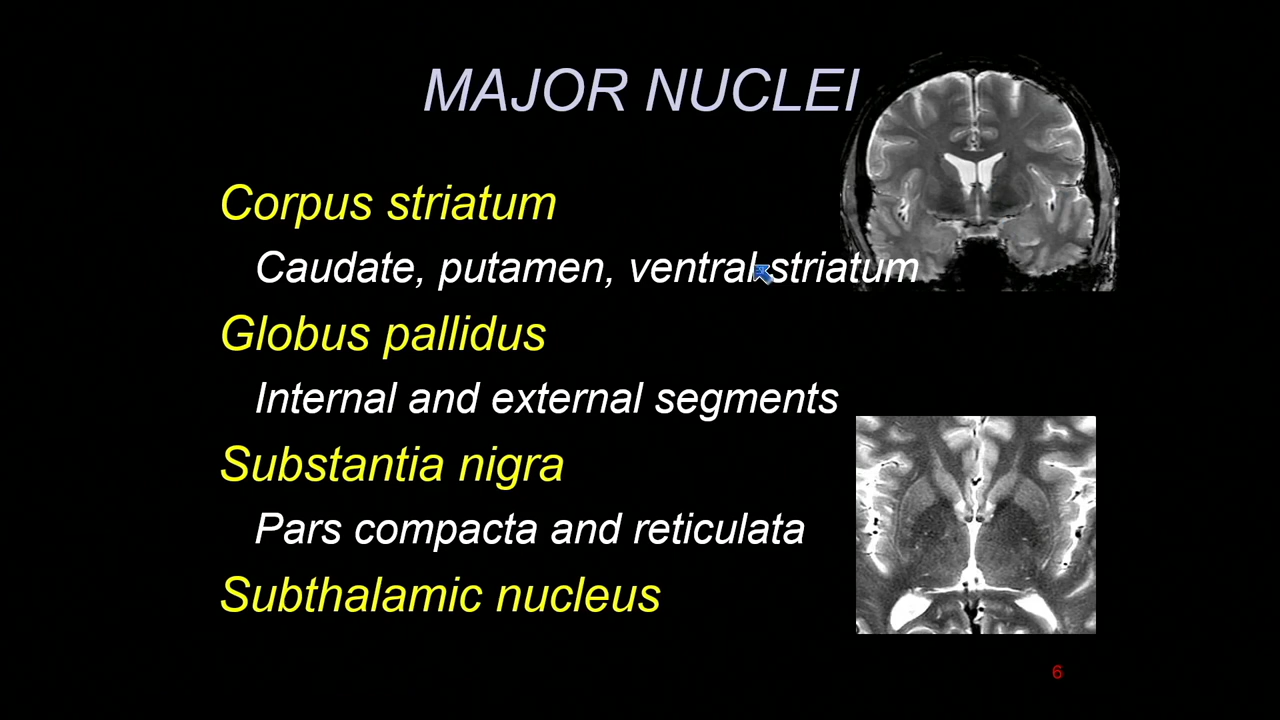 MAJOR NUCLEI
Corpus striatum
Caudate, putamen, ventral striatum
Globus pallidus
Internal and external segments
Substantia nigra
Pars compacta and reticulata
Subthalamic nucleus
6